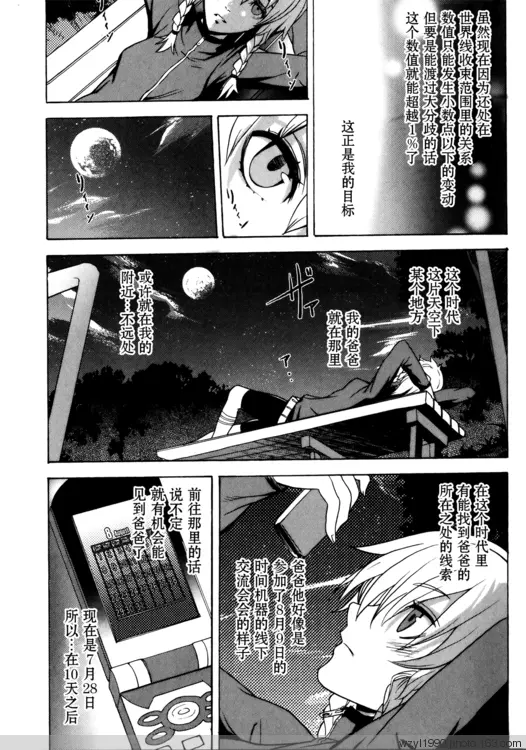 虽然现在因为还处在
世界线收束范围里的关系
数值只能发生小数点以下的变动
但要是能渡过大分歧的话
这个数值就能超越1%了
这正是我的目标
这个时代
这片天空下
某个地方
我的爸爸
就在那里
ザァ
或许就在我的
附近…不远处
在这个时代里
有能找到爸爸的
所在之处的线索
爸爸他好像是
参加了8月9日的
时间机器的线下
交流会会的样子
前往那里的话
说不定
就有机会能
见到爸爸了
现在是7月28日
所以…在10天之后